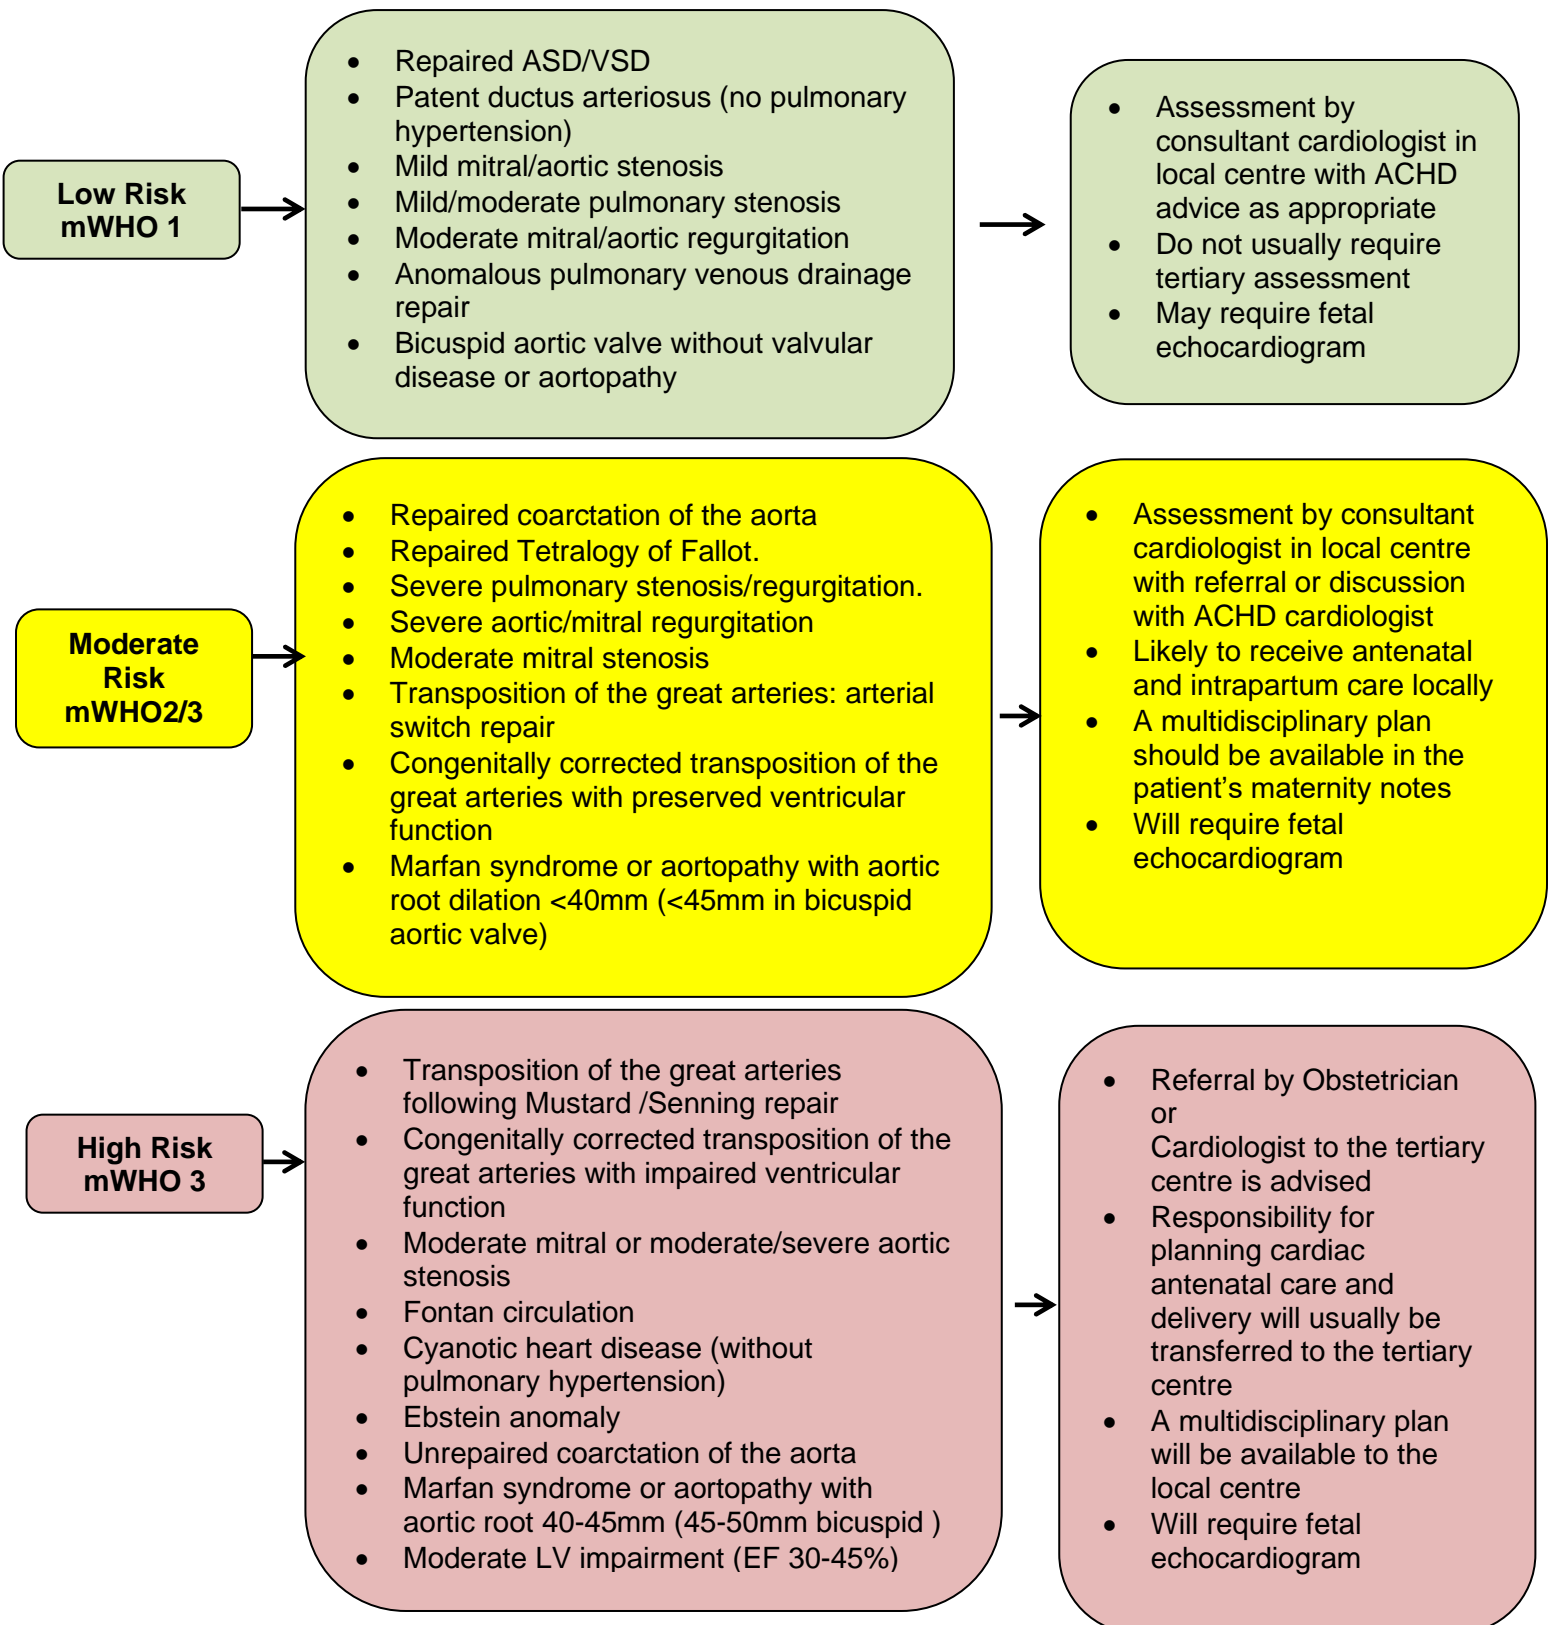 Low Risk
mWHO 1
• Repaired ASD/VSD
• Patent ductus arteriosus (no pulmonary
hypertension)
• Mild mitral/aortic stenosis
• Mild/moderate pulmonary stenosis
• Moderate mitral/aortic regurgitation
• Anomalous pulmonary venous drainage
repair
• Bicuspid aortic valve without valvular
disease or aortopathy
• Assessment by
consultant cardiologist in
local centre with ACHD
advice as appropriate
• Do not usually require
tertiary assessment
• May require fetal
echocardiogram
Moderate
Risk
mWHO2/3
• Repaired coarctation of the aorta
• Repaired Tetralogy of Fallot.
• Severe pulmonary stenosis/regurgitation.
• Severe aortic/mitral regurgitation
• Moderate mitral stenosis
• Transposition of the great arteries: arterial
switch repair
• Congenitally corrected transposition of the
great arteries with preserved ventricular
function
• Marfan syndrome or aortopathy with aortic
root dilation <40mm (<45mm in bicuspid
aortic valve)
• Assessment by consultant
cardiologist in local centre
with referral or discussion
with ACHD cardiologist
• Likely to receive antenatal
and intrapartum care locally
• A multidisciplinary plan
should be available in the
patient’s maternity notes
• Will require fetal
echocardiogram
High Risk
mWHO 3
• Transposition of the great arteries
following Mustard /Senning repair
• Congenitally corrected transposition of the
great arteries with impaired ventricular
function
• Moderate mitral or moderate/severe aortic
stenosis
• Fontan circulation
• Cyanotic heart disease (without
pulmonary hypertension)
• Ebstein anomaly
• Unrepaired coarctation of the aorta
• Marfan syndrome or aortopathy with
aortic root 40-45mm (45-50mm bicuspid )
• Moderate LV impairment (EF 30-45%)
• Referral by Obstetrician
or
Cardiologist to the tertiary
centre is advised
• Responsibility for
planning cardiac
antenatal care and
delivery will usually be
transferred to the tertiary
centre
• A multidisciplinary plan
will be available to the
local centre
• Will require fetal
echocardiogram